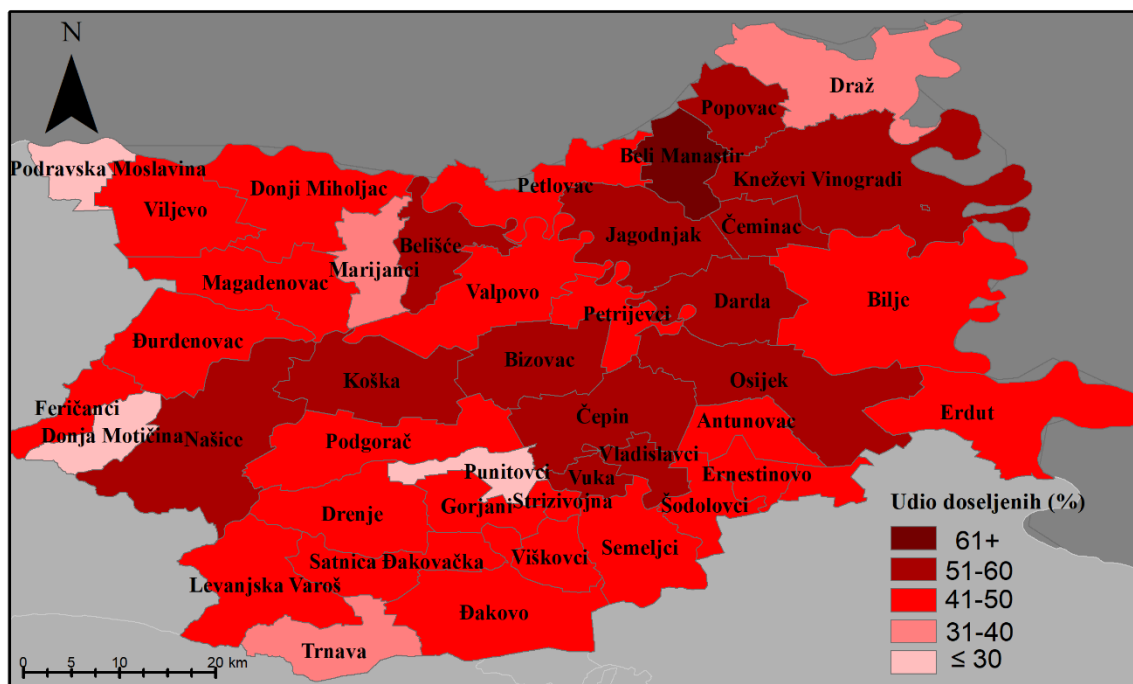 N
Draž
Popovac
Podravska Moslavina
Beli Manastir
Donji Miholjac
Petlovac
Kneževi Vinogradi
Viljevo
Čeminac
Jagodnjak
Belišće
Marijanci
Magadenovac
Valpovo
Darda
Bilje
Petrijevci
Đurđenovac
Bizovac
Koška
Osijek
Feričanci
Čepin
Erdut
Antunovac
Donja Motičina
Našice
Podgorač
Vladislavci
Punitovci
Vuka
Ernestinovo
Gorjani
Strizivojna
Šodolovci
Drenje
Semeljci
Satnica Đakovačka
Viškovci
Levanjska Varoš
Đakovo
Trnava
Udio doseljenih (%)
61+
51-60
41-50
31-40
≤ 30
0 5 10 20 km